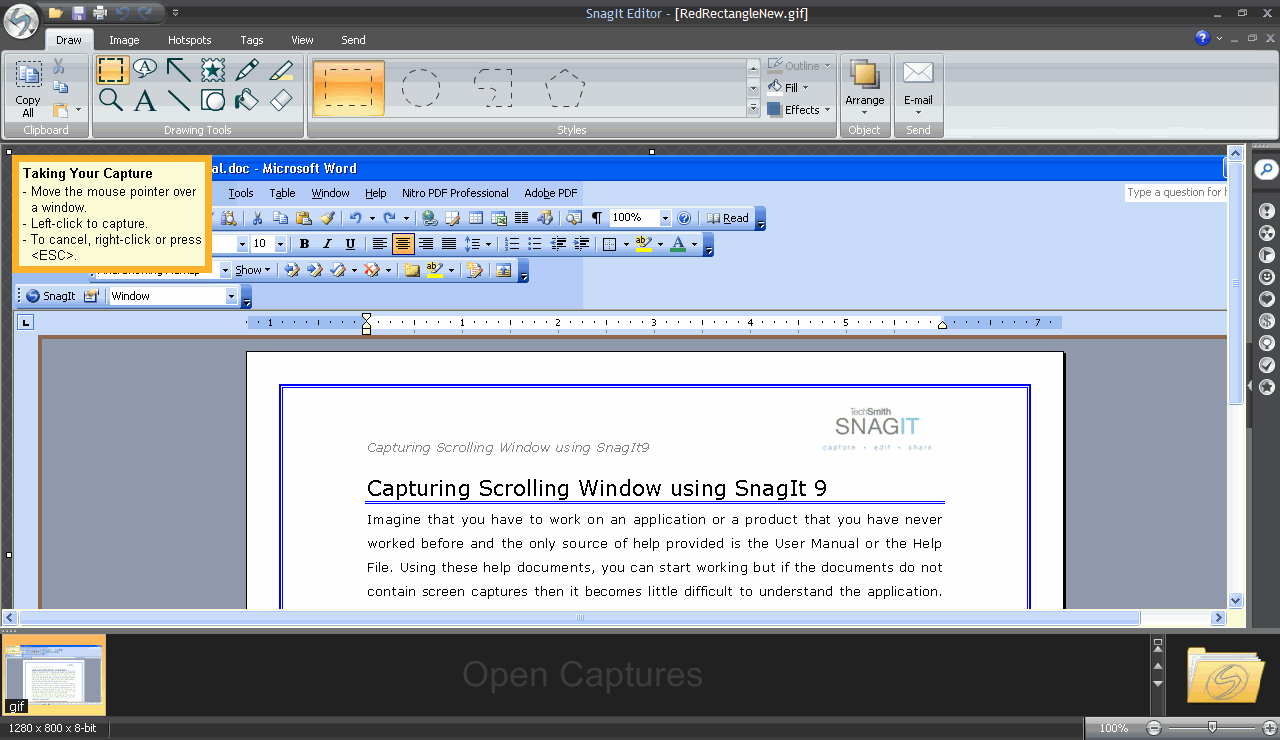 SnagIt Editor - [RedRectangleNew.gif]
Draw Image Hotspots Tags View Send
Copy All
Outline
Fill
Effects
Arrange
E-mail
Clipboard Drawing Tools Styles Object Send
al.doc - Microsoft Word
Taking Your Capture
- Move the mouse pointer over
a window.
- Left-click to capture.
- To cancel, right-click or press
<ESC>.
Tools Table Window Help Nitro PDF Professional Adobe PDF
Type a question for
100% Read
10 B I U
Show
SnagIt Window
1 1 2 3 4 5 7
TechSmith
SNAGIT
capture • edit • share
Capturing Scrolling Window using SnagIt9
Capturing Scrolling Window using SnagIt 9
Imagine that you have to work on an application or a product that you have never
worked before and the only source of help provided is the User Manual or the Help
File. Using these help documents, you can start working but if the documents do not
contain screen captures then it becomes little difficult to understand the application.
Open Captures
gif
1280 x 800 x 8-bit
100%